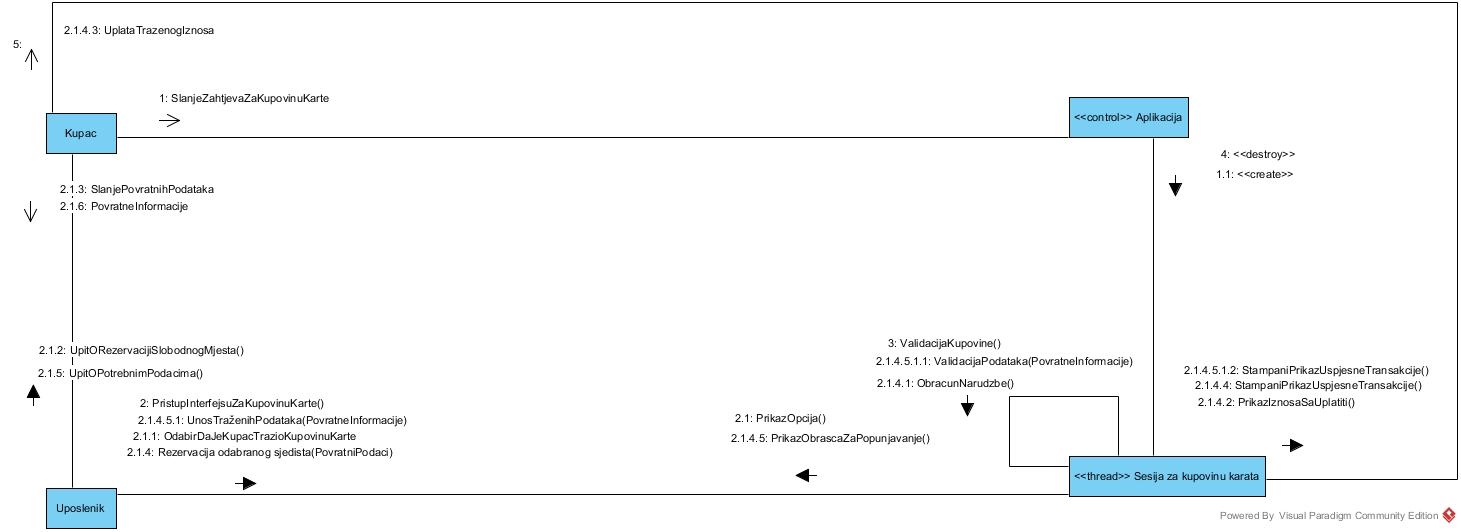 2.1.4.3: UplataTrazenogIznosa
5:
1: SlanjeZahtjevaZaKupovinuKarte
Kupac
<<control>> Aplikacija
4: <<destroy>>
1.1: <<create>>
2.1.3: SlanjePovratnihPodataka
2.1.6: PovratneInformacije
2.1.2: UpitORezervacijiSlobodnogMjesta()
2.1.5: UpitOPotrebnimPodacima()
3: ValidacijaKupovine()
2.1.4.5.1.1: ValidacijaPodataka(PovratneInformacije)
2.1.4.1: ObracunNarudzbe()
2.1.4.5.1.2: StampaniPrikazUspjesneTransakcije()
2.1.4.4: StampaniPrikazUspjesneTransakcije()
2.1.4.2: PrikazIznosaSaUplatiti()
2: PristupInterfejsuZaKupovinuKarte()
2.1.4.5.1: UnosTraženihPodataka(PovratneInformacije)
2.1.1: OdabirDaJeKupacTrazioKupovinuKarte
2.1.4: Rezervacija odabranog sjedista(PovratniPodaci)
2.1: PrikazOpcija()
2.1.4.5: PrikazObrascaZaPopunjavanje()
<<thread>> Sesija za kupovinu karata
Uposlenik
Powered By Visual Paradigm Community Edition